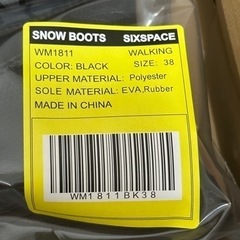 SNOW BOOTS SIXSPACE
WM1811 WALKING
COLOR: BLACK SIZE: 38
UPPER MATERIAL: Polyester
SOLE MATERIAL: EVA,Rubber
MADE IN CHINA
WM1811BK38